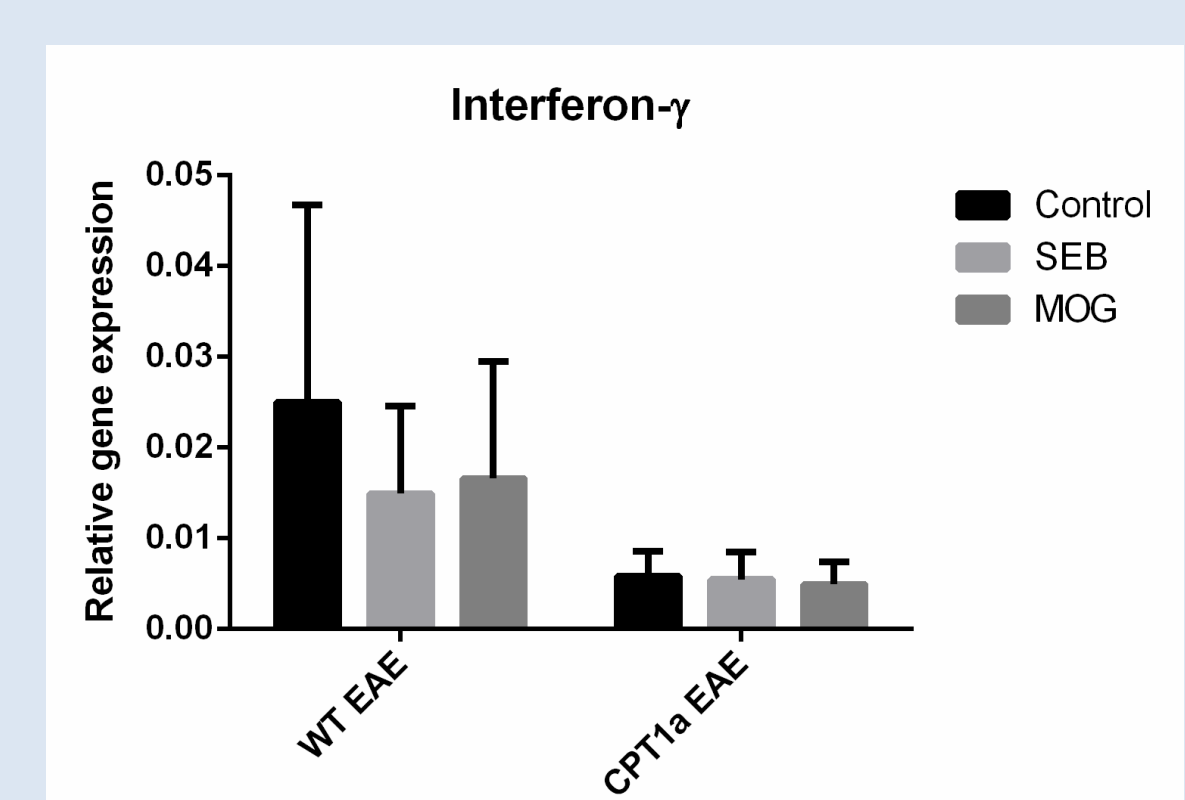 Interferon-γ
Relative gene expression
0.05
0.04
0.03
0.02
0.01
0.00
WT EAE
CPT1a EAE
Control
SEB
MOG